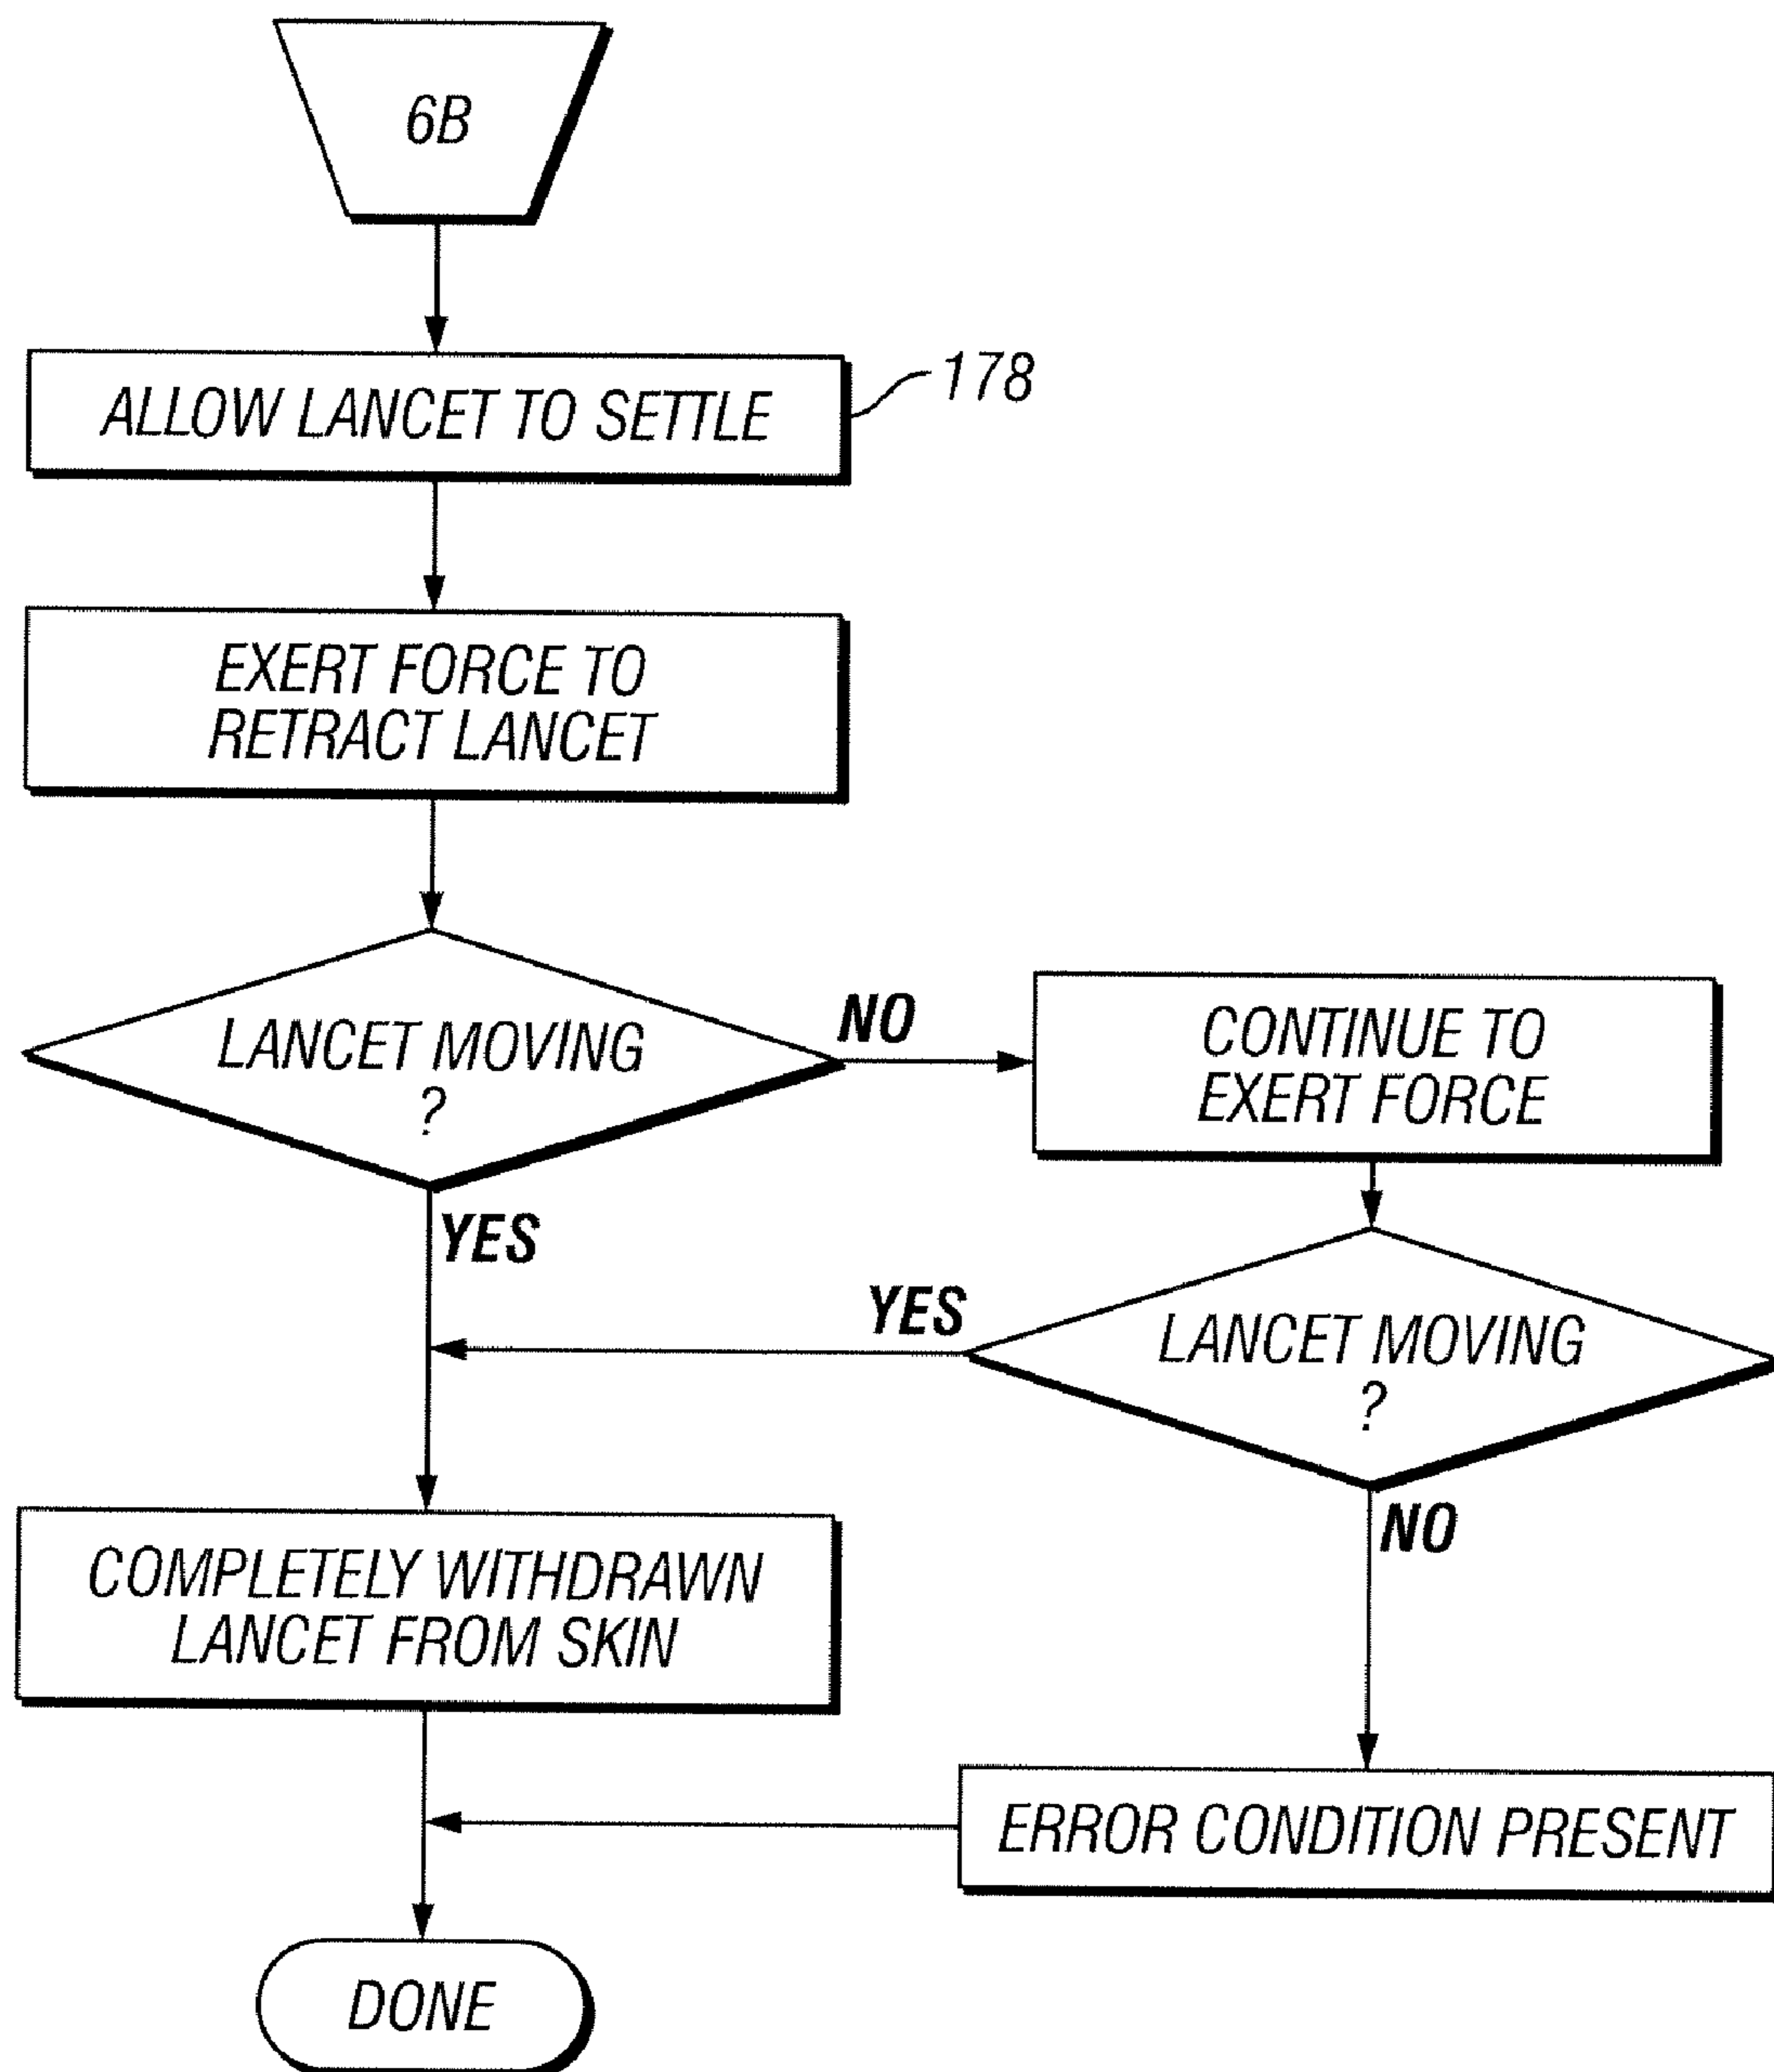 6B
ALLOW LANCET TO SETTLE
178
EXERT FORCE TO
RETRACT LANCET
LANCET MOVING
?
NO
CONTINUE TO
EXERT FORCE
YES
YES
LANCET MOVING
?
NO
COMPLETELY WITHDRAWN
LANCET FROM SKIN
ERROR CONDITION PRESENT
DONE